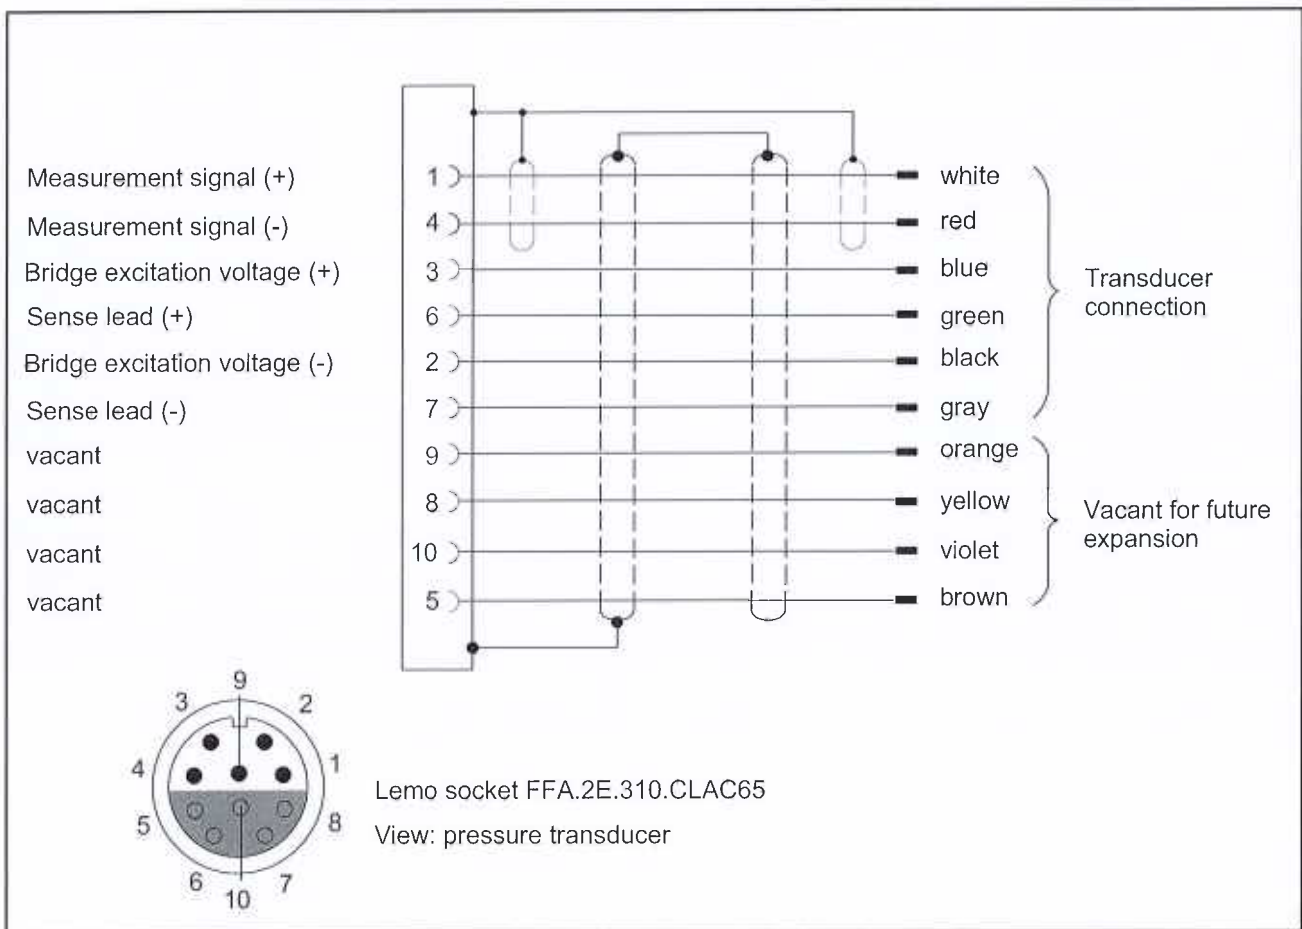 Measurement signal (+) 1 white
Measurement signal (-) 4 red
Bridge excitation voltage (+) 3 blue
Sense lead (+) 6 green
Bridge excitation voltage (-) 2 black
Sense lead (-) 7 gray
Transducer
connection
vacant 9 orange
vacant 8 yellow
vacant 10 violet
vacant 5 brown
Vacant for future
expansion
9
3 2
4 1
5 8
6 7
10
Lemo socket FFA.2E.310.CLAC65
View: pressure transducer